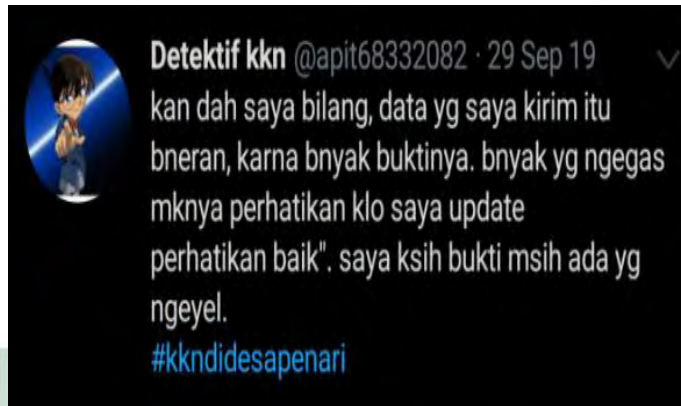 Detektif kkn @apit68332082 · 29 Sep 19
kan dah saya bilang, data yg saya kirim itu
bneran, karna bnyak buktinya. bnyak yg ngegas
mknya perhatikan klo saya update
perhatikan baik". saya ksih bukti msih ada yg
ngeyel.
#kkndidesapenari